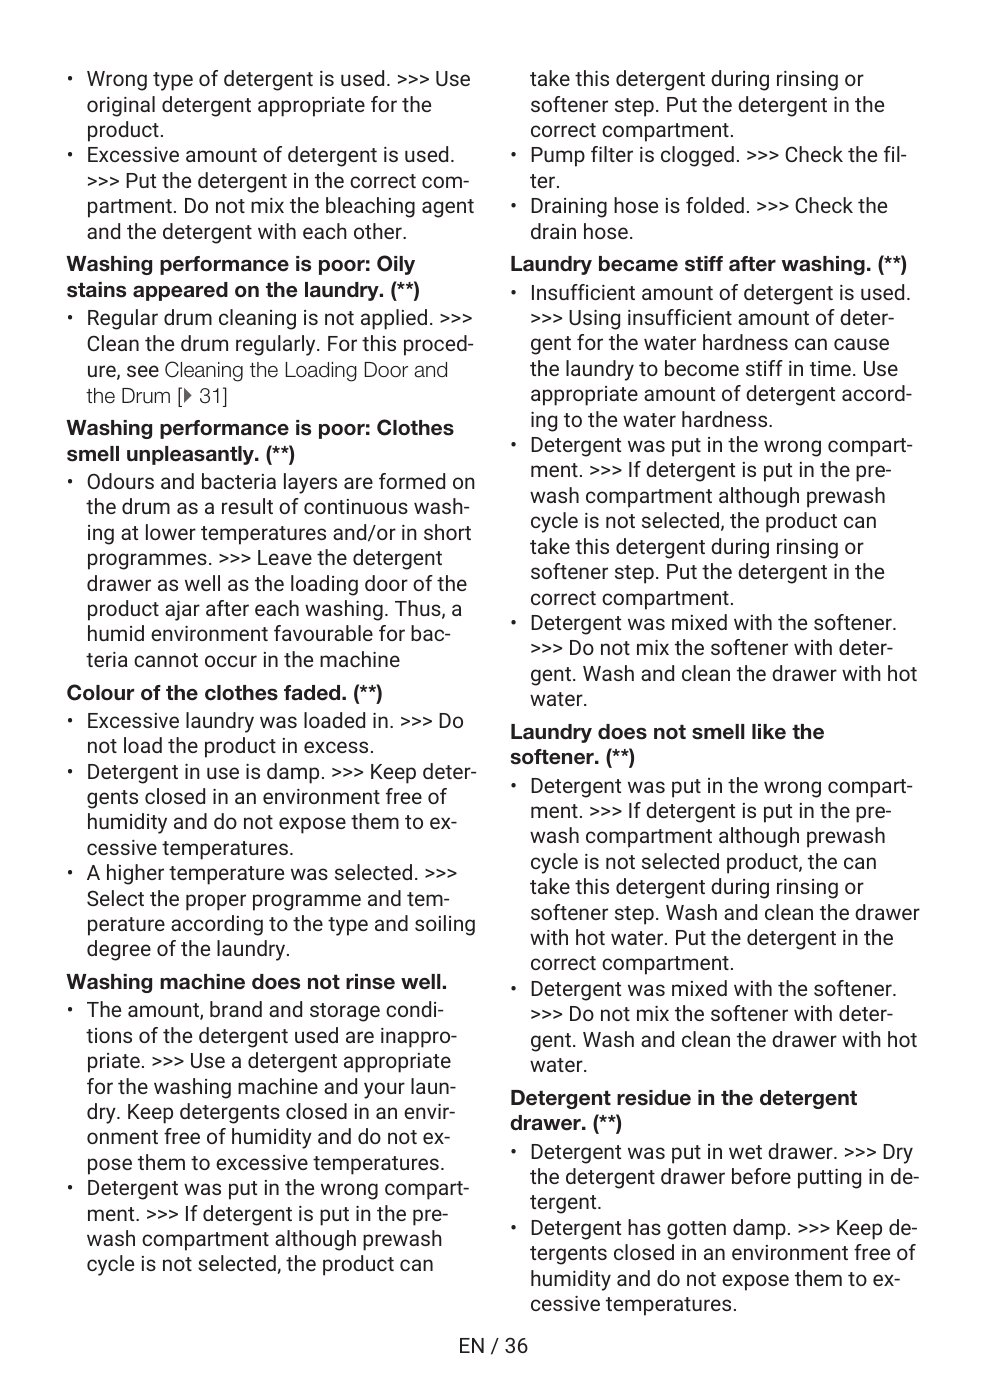 • Wrong type of detergent is used. >>> Use
original detergent appropriate for the
product.
• Excessive amount of detergent is used.
>>> Put the detergent in the correct com-
partment. Do not mix the bleaching agent
and the detergent with each other.
Washing performance is poor: Oily
stains appeared on the laundry. (**)
• Regular drum cleaning is not applied. >>>
Clean the drum regularly. For this proced-
ure, see Cleaning the Loading Door and
the Drum [▶ 31]
Washing performance is poor: Clothes
smell unpleasantly. (**)
• Odours and bacteria layers are formed on
the drum as a result of continuous wash-
ing at lower temperatures and/or in short
programmes. >>> Leave the detergent
drawer as well as the loading door of the
product ajar after each washing. Thus, a
humid environment favourable for bac-
teria cannot occur in the machine
Colour of the clothes faded. (**)
• Excessive laundry was loaded in. >>> Do
not load the product in excess.
• Detergent in use is damp. >>> Keep deter-
gents closed in an environment free of
humidity and do not expose them to ex-
cessive temperatures.
• A higher temperature was selected. >>>
Select the proper programme and tem-
perature according to the type and soiling
degree of the laundry.
Washing machine does not rinse well.
• The amount, brand and storage condi-
tions of the detergent used are inappro-
priate. >>> Use a detergent appropriate
for the washing machine and your laun-
dry. Keep detergents closed in an envir-
onment free of humidity and do not ex-
pose them to excessive temperatures.
• Detergent was put in the wrong compart-
ment. >>> If detergent is put in the pre-
wash compartment although prewash
cycle is not selected, the product can
take this detergent during rinsing or
softener step. Put the detergent in the
correct compartment.
• Pump filter is clogged. >>> Check the fil-
ter.
• Draining hose is folded. >>> Check the
drain hose.
Laundry became stiff after washing. (**)
• Insufficient amount of detergent is used.
>>> Using insufficient amount of deter-
gent for the water hardness can cause
the laundry to become stiff in time. Use
appropriate amount of detergent accord-
ing to the water hardness.
• Detergent was put in the wrong compart-
ment. >>> If detergent is put in the pre-
wash compartment although prewash
cycle is not selected, the product can
take this detergent during rinsing or
softener step. Put the detergent in the
correct compartment.
• Detergent was mixed with the softener.
>>> Do not mix the softener with deter-
gent. Wash and clean the drawer with hot
water.
Laundry does not smell like the
softener. (**)
• Detergent was put in the wrong compart-
ment. >>> If detergent is put in the pre-
wash compartment although prewash
cycle is not selected product, the can
take this detergent during rinsing or
softener step. Wash and clean the drawer
with hot water. Put the detergent in the
correct compartment.
• Detergent was mixed with the softener.
>>> Do not mix the softener with deter-
gent. Wash and clean the drawer with hot
water.
Detergent residue in the detergent
drawer. (**)
• Detergent was put in wet drawer. >>> Dry
the detergent drawer before putting in de-
tergent.
• Detergent has gotten damp. >>> Keep de-
tergents closed in an environment free of
humidity and do not expose them to ex-
cessive temperatures.
EN / 36